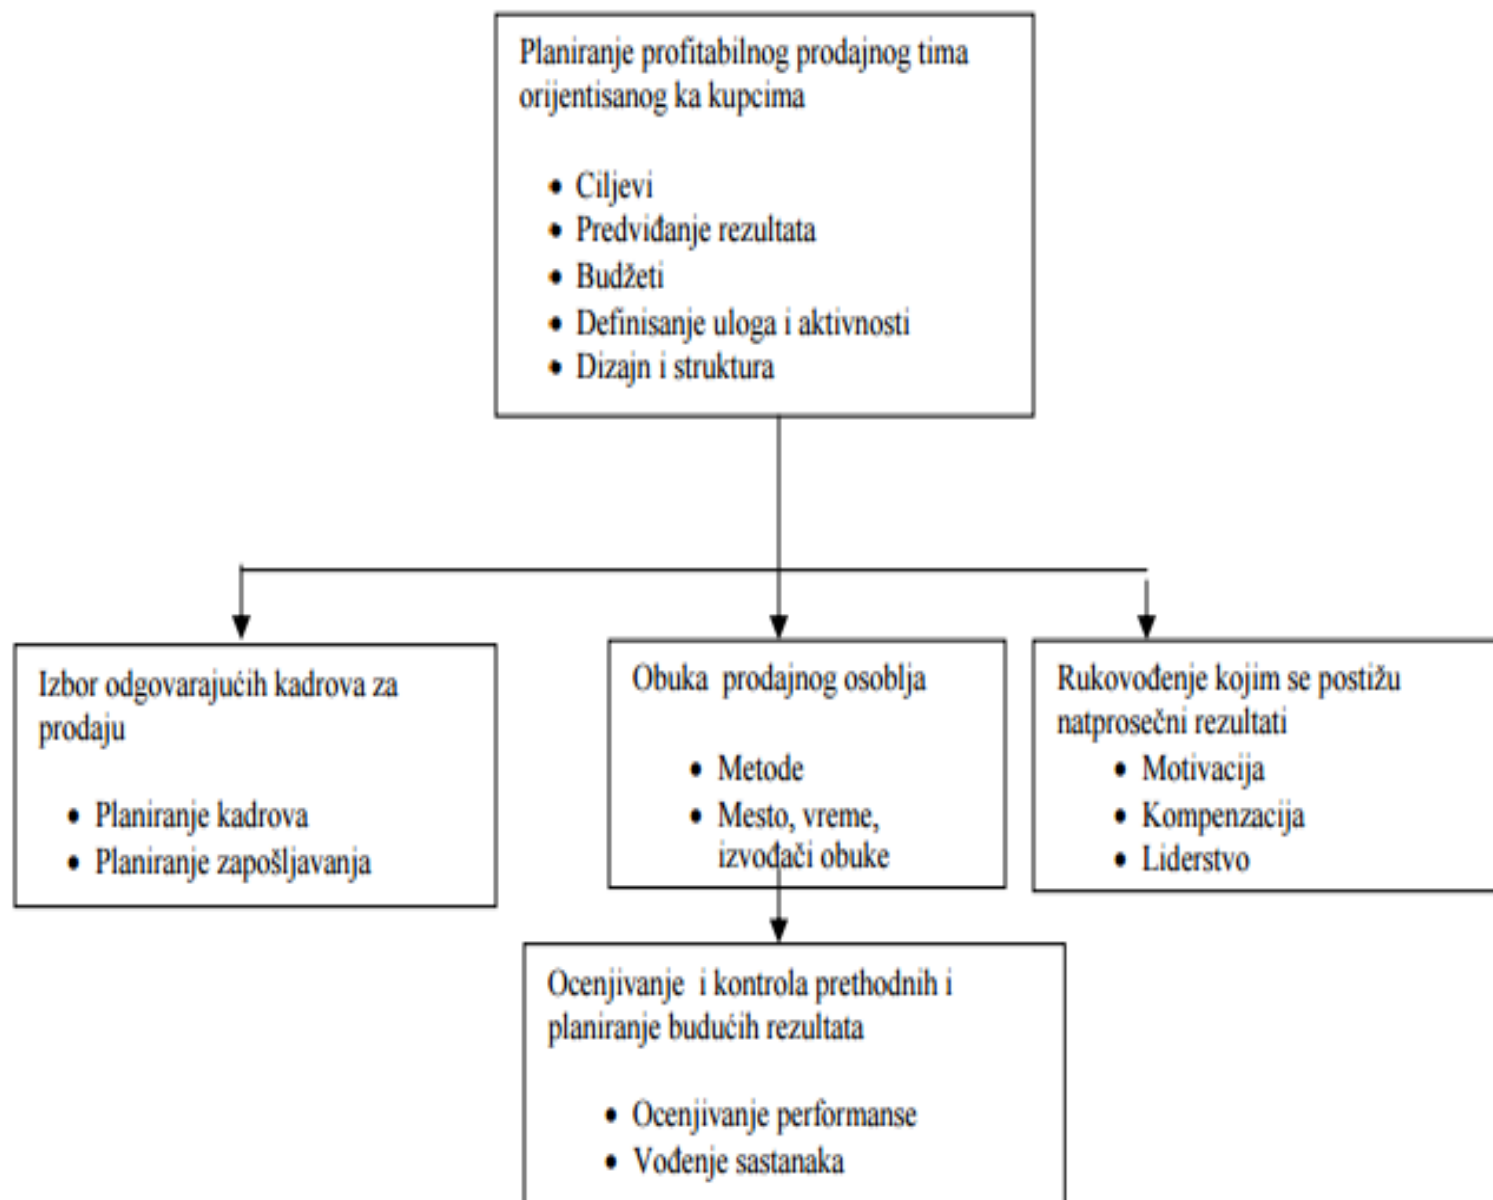 Planiranje profitabilnog prodajnog tima
orijentisanog ka kupcima
• Ciljevi
• Predviđanje rezultata
• Budžeti
• Definisanje uloga i aktivnosti
• Dizajn i struktura
Izbor odgovarajućih kadrova za
prodaju
• Planiranje kadrova
• Planiranje zapošljavanja
Obuka prodajnog osoblja
• Metode
• Mesto, vreme,
izvođači obuke
Rukovođenje kojim se postižu
natprosečni rezultati
• Motivacija
• Kompenzacija
• Liderstvo
Ocenjivanje i kontrola prethodnih i
planiranje budućih rezultata
• Ocenjivanje performanse
• Vođenje sastanaka